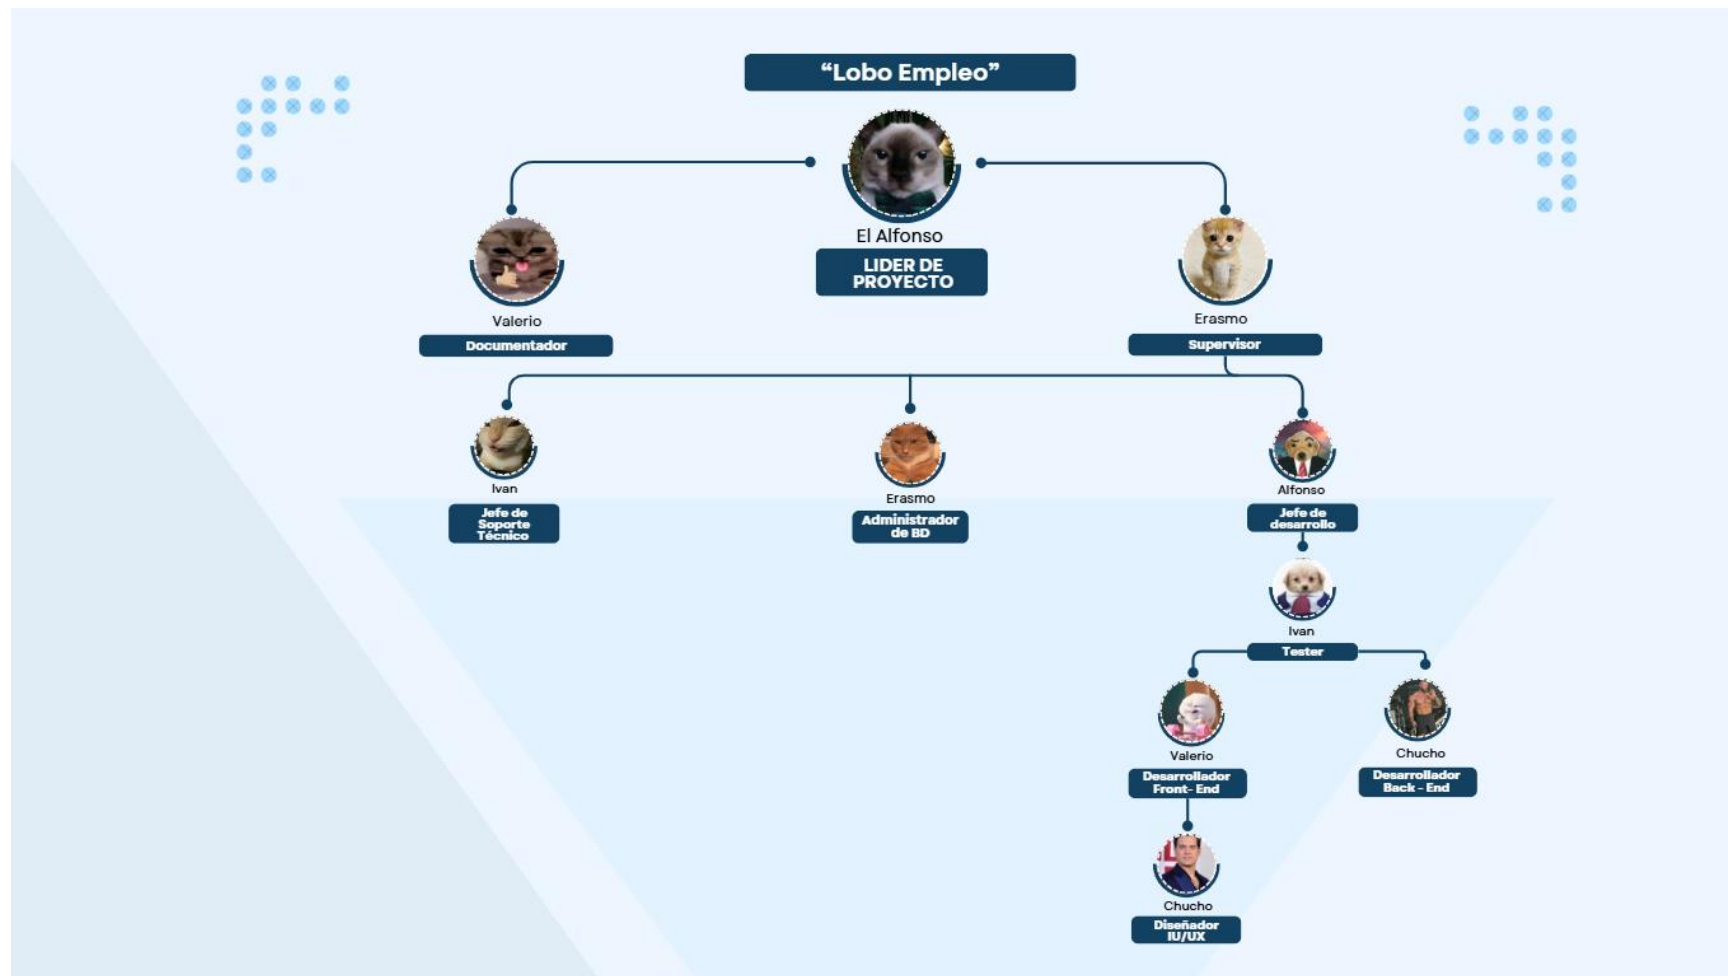 “Lobo Empleo”
El Alfonso
LIDER DE
PROYECTO
Valerio
Documentador
Erasmo
Supervisor
Ivan
Jefe de
Soporte
Técnico
Erasmo
Administrador
de BD
Alfonso
Jefe de
desarrollo
Ivan
Tester
Valerio
Desarrollador
Front- End
Chucho
Desarrollador
Back - End
Chucho
Diseñador
IU/UX